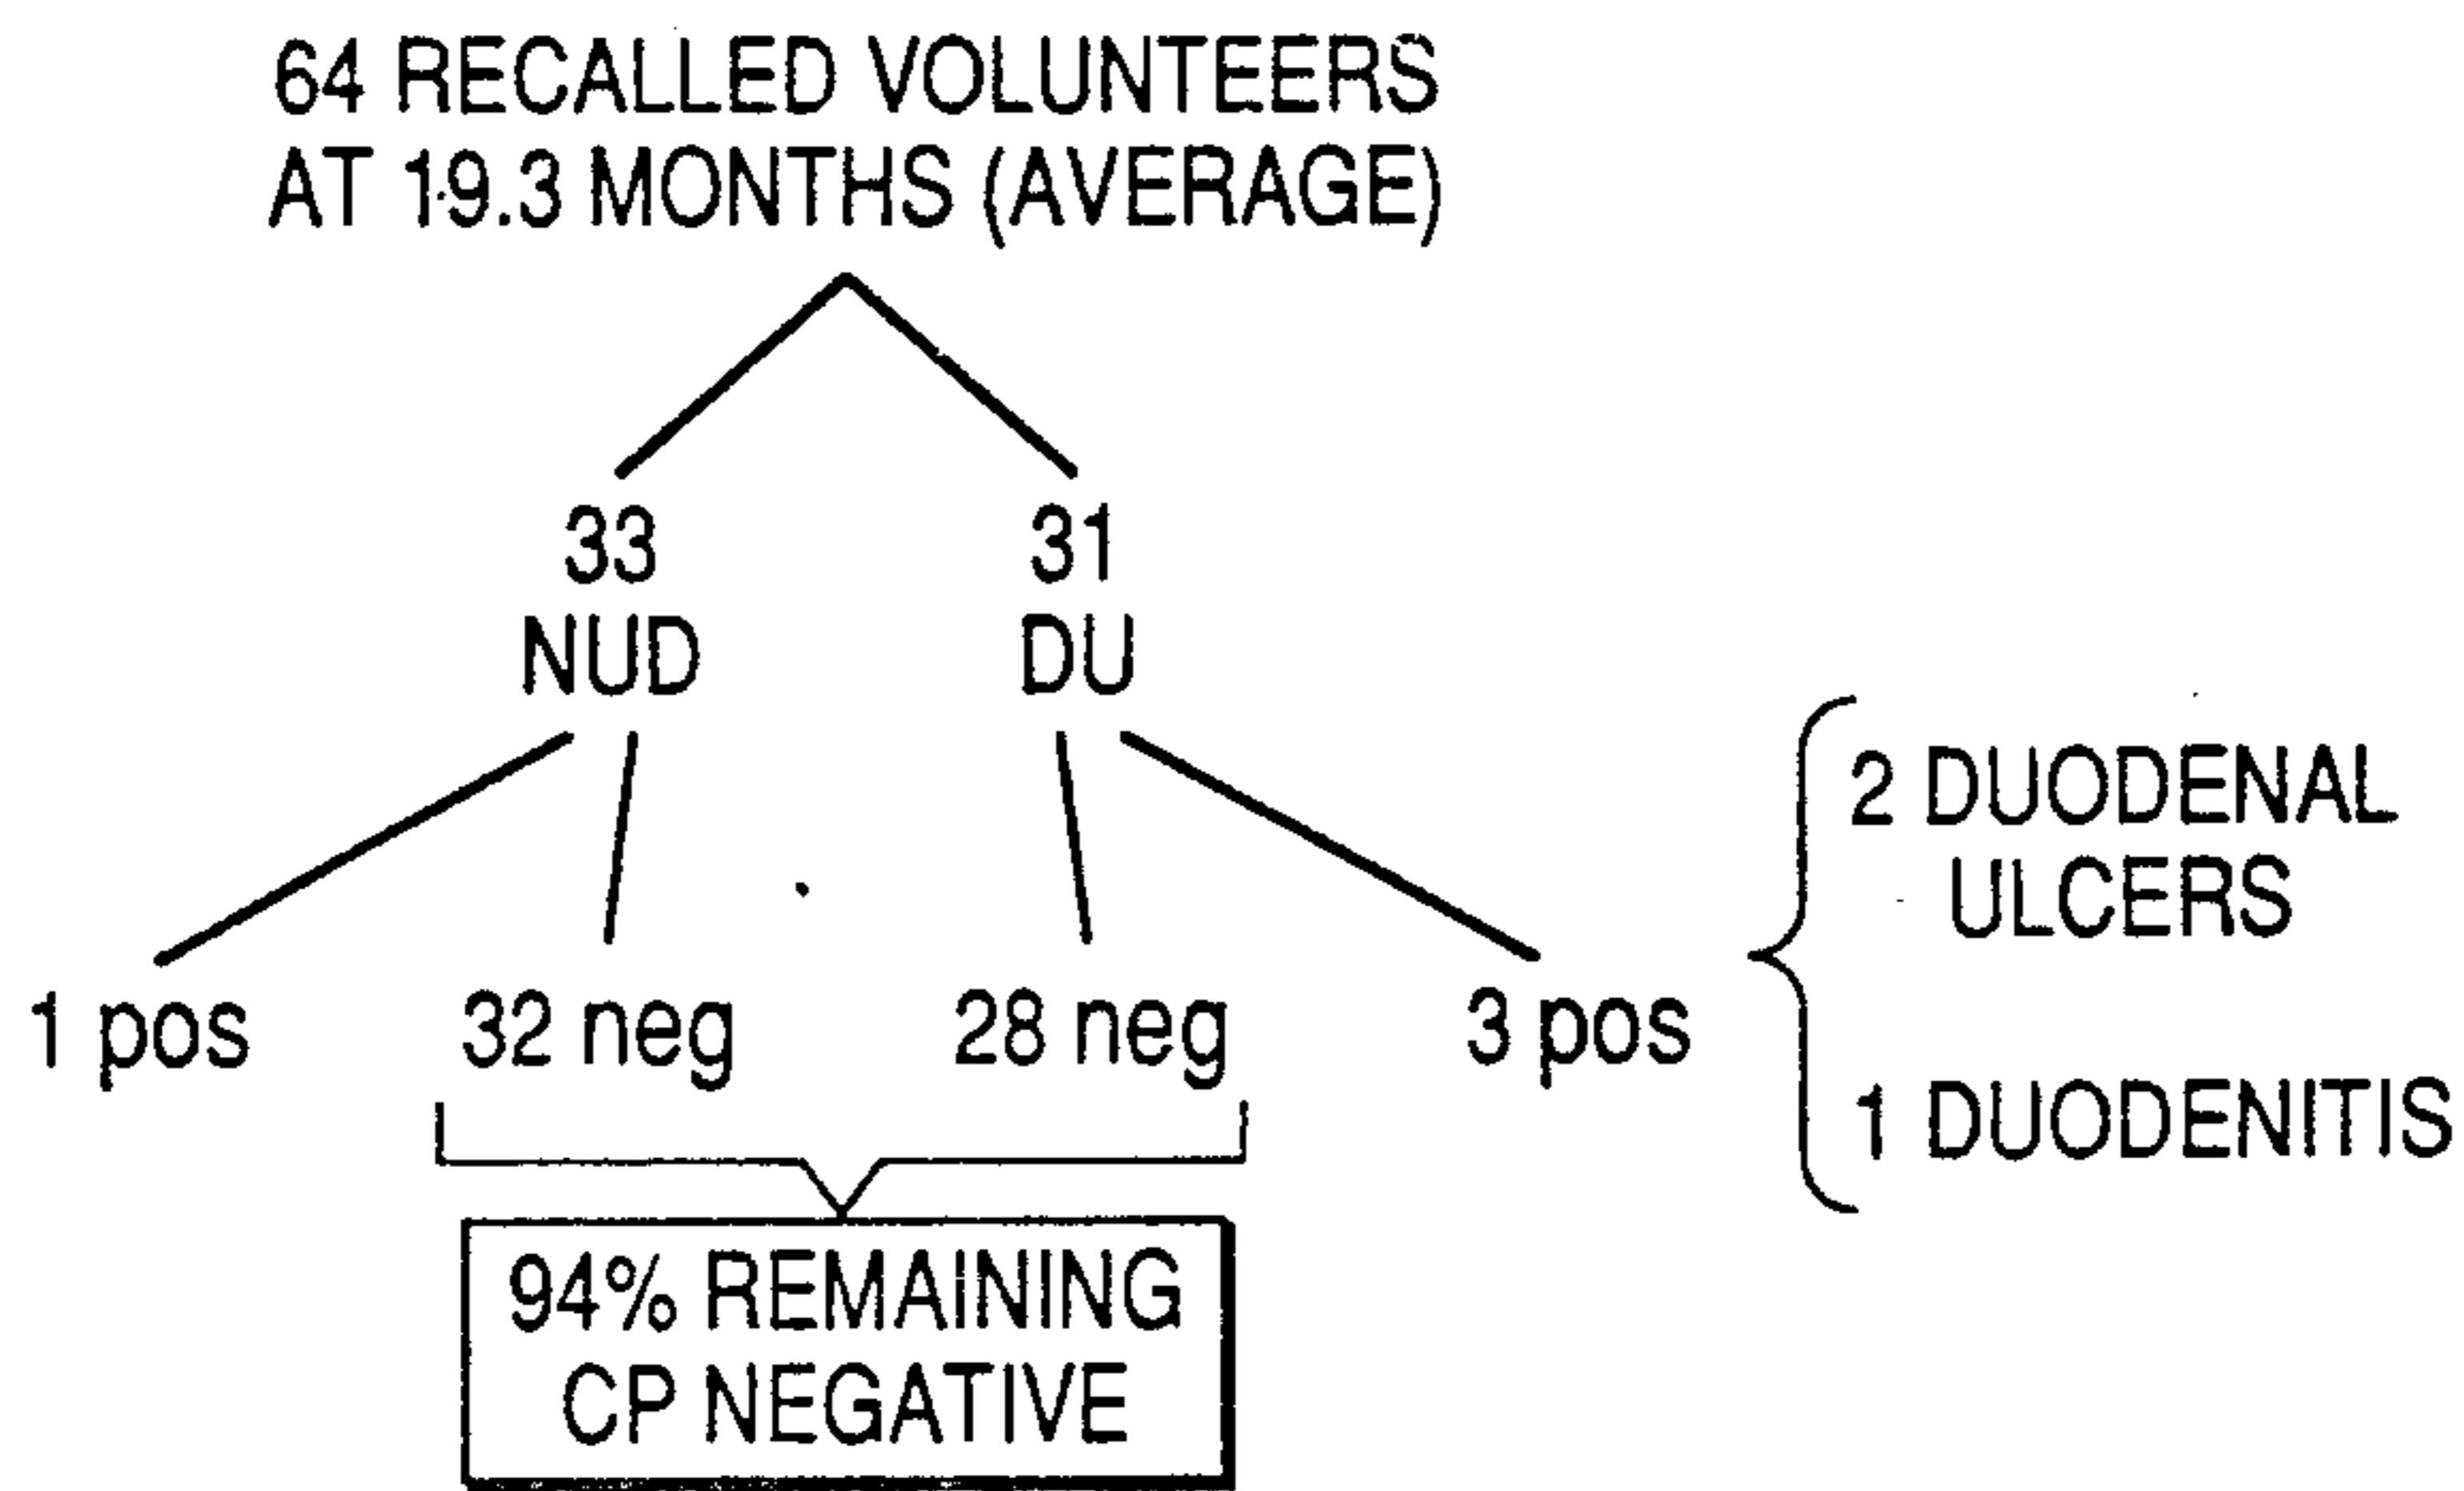 64 RECALLED VOLUNTEERS
AT 19.3 MONTHS (AVERAGE)
33
NUD
31
DU
1 pos
32 neg
28 neg
3 pos
2 DUODENAL
ULCERS
1 DUODENITIS
94% REMAINING
CP NEGATIVE